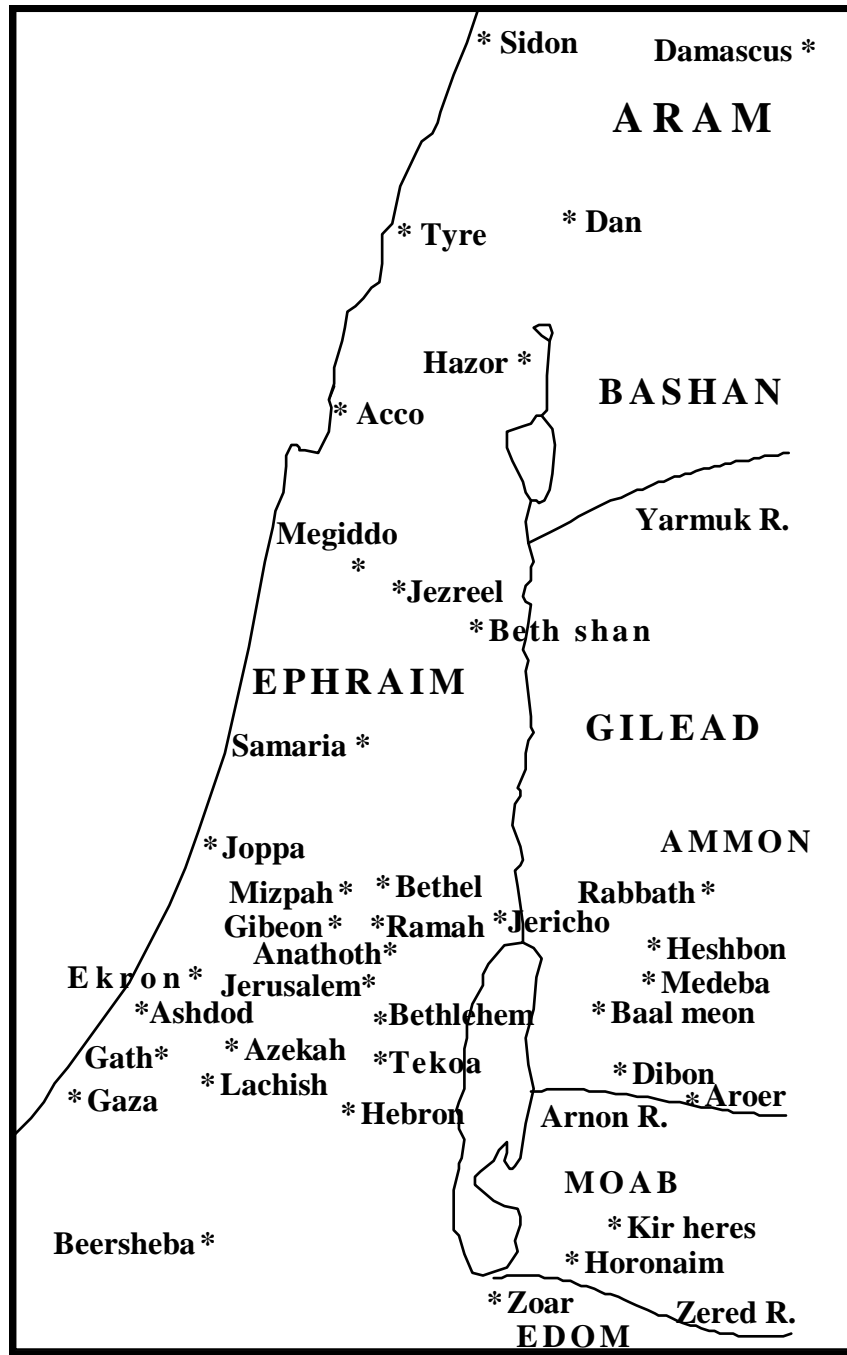 * Sidon
Damascus *
ARAM
* Tyre
* Dan
Hazor *
BASHAN
* Acco
Yarmuk R.
Megiddo
*
*Jezreel
*Beth shan
EPHRAIM
GILEAD
Samaria *
* Joppa
AMMON
Mizpah *
* Bethel
Rabbath *
Gibeon *
*Ramah
*Jericho
Anathoth*
* Heshbon
Ekron*
Jerusalem*
* Medeba
*Ashdod
*Bethlehem
* Baal meon
Gath*
* Azekah
*Tekoa
* Lachish
* Dibon
* Gaza
*Hebron
Arnon R.
*Aroer
MOAB
* Kir heres
Beersheba *
* Horonaim
* Zoar
Zered R.
EDOM